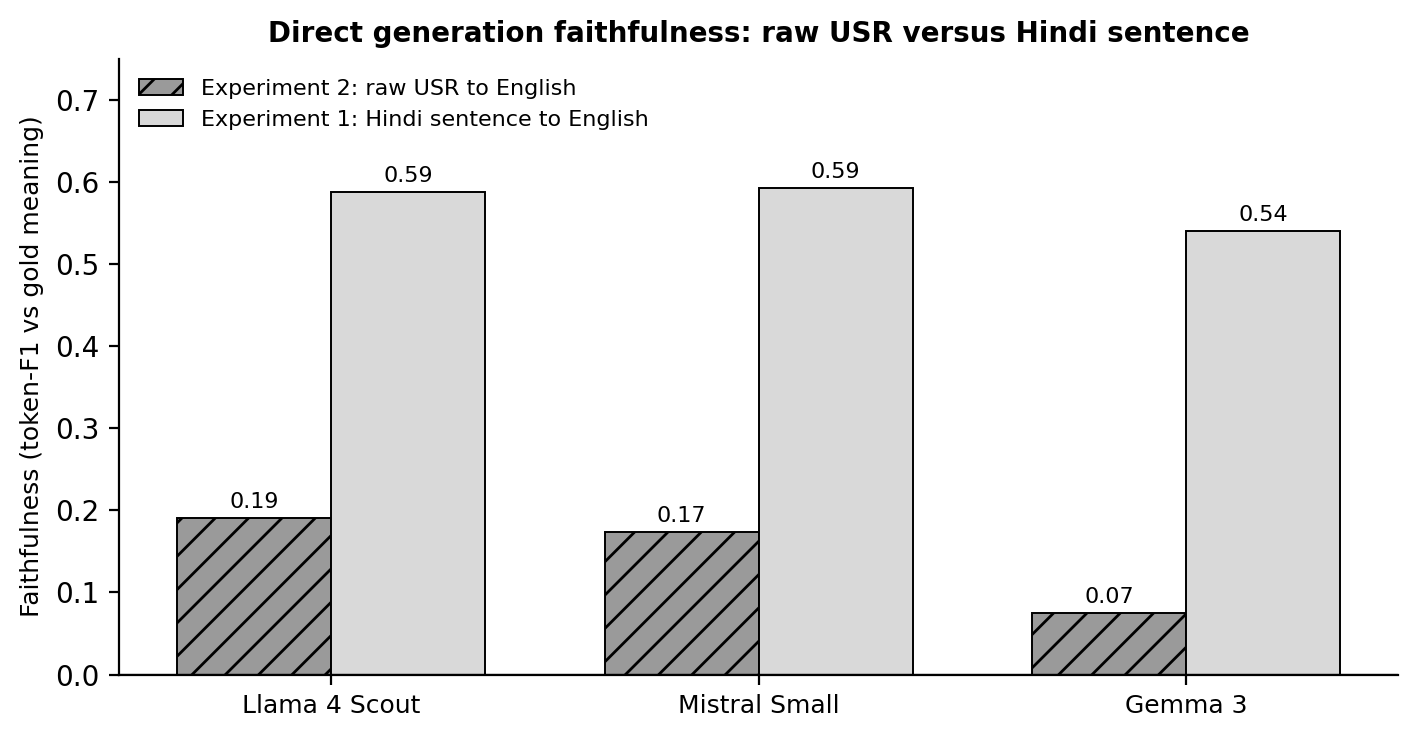 Direct generation faithfulness: raw USR versus Hindi sentence
Experiment 2: raw USR to English
Experiment 1: Hindi sentence to English
Faithfulness (token-F1 vs gold meaning)
0.7
0.6
0.5
0.4
0.3
0.2
0.1
0.0
0.19
0.59
0.17
0.59
0.07
0.54
Llama 4 Scout
Mistral Small
Gemma 3